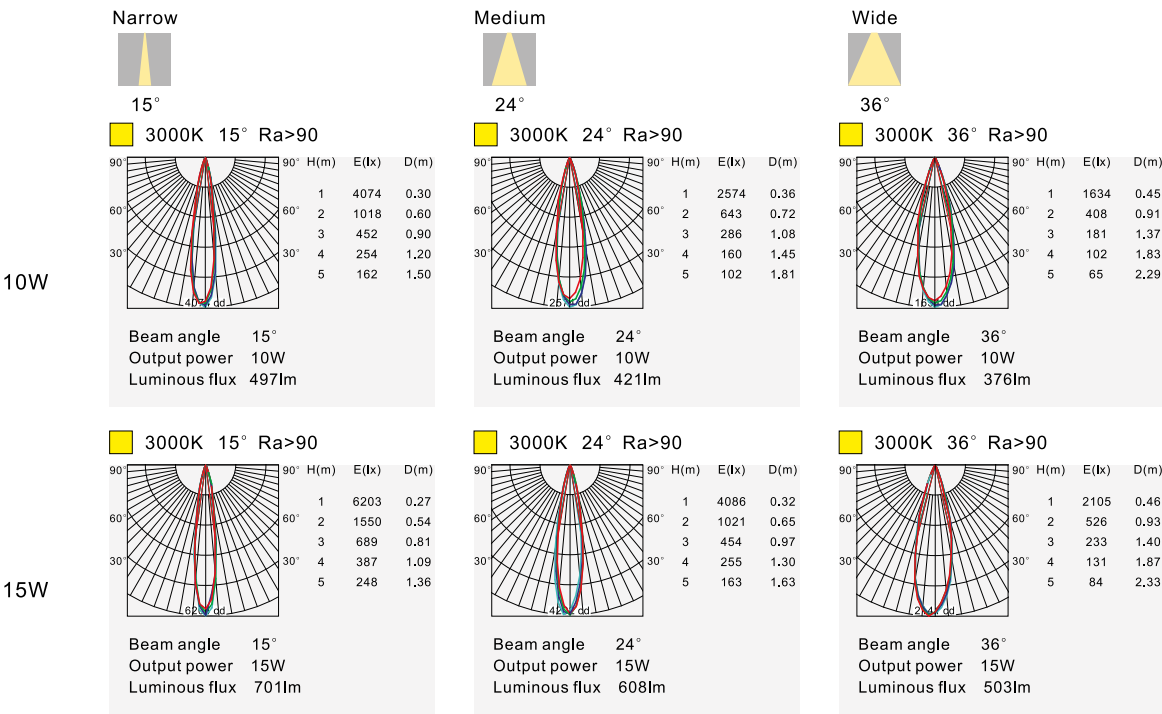 Narrow Medium Wide
15° 24° 36°
3000K 15° Ra>90 3000K 24° Ra>90 3000K 36° Ra>90
90° 90° H(m) E(lx) D(m) 90° 90° H(m) E(lx) D(m) 90° 90° H(m) E(lx) D(m)
1 4074 0.30 1 2574 0.36 1 1634 0.45
60° 60° 2 1018 0.60 60° 60° 2 643 0.72 60° 60° 2 408 0.91
3 452 0.90 3 286 1.08 3 181 1.37
30° 30° 4 254 1.20 30° 30° 4 160 1.45 30° 30° 4 102 1.83
10W 5 162 1.50 5 102 1.81 5 65 2.29
4074 cd 2574 cd 1634 cd
Beam angle 15° Beam angle 24° Beam angle 36°
Output power 10W Output power 10W Output power 10W
Luminous flux 497lm Luminous flux 421lm Luminous flux 376lm
3000K 15° Ra>90 3000K 24° Ra>90 3000K 36° Ra>90
90° 90° H(m) E(lx) D(m) 90° 90° H(m) E(lx) D(m) 90° 90° H(m) E(lx) D(m)
1 6203 0.27 1 4086 0.32 1 2105 0.46
60° 60° 2 1550 0.54 60° 60° 2 1021 0.65 60° 60° 2 526 0.93
3 689 0.81 3 454 0.97 3 233 1.40
30° 30° 4 387 1.09 30° 30° 4 255 1.30 30° 30° 4 131 1.87
15W 5 248 1.36 5 163 1.63 5 84 2.33
cd cd cd
Beam angle 15° Beam angle 24° Beam angle 36°
Output power 15W Output power 15W Output power 15W
Luminous flux 701lm Luminous flux 608lm Luminous flux 503lm